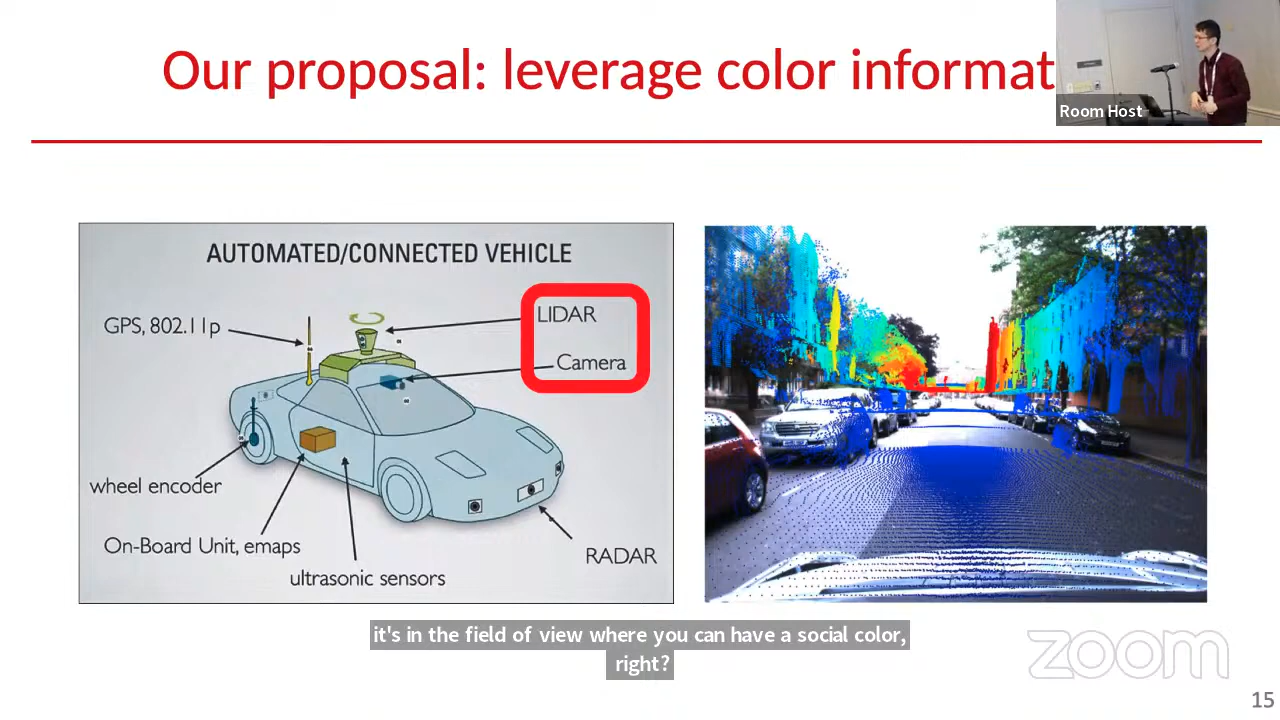 Our proposal: leverage color informat
Room Host
AUTOMATED/CONNECTED VEHICLE
GPS, 802.11p
LIDAR
Camera
wheel encoder
On-Board Unit, emaps
ultrasonic sensors
RADAR
it's in the field of view where you can have a social color,
right?
zoom
15